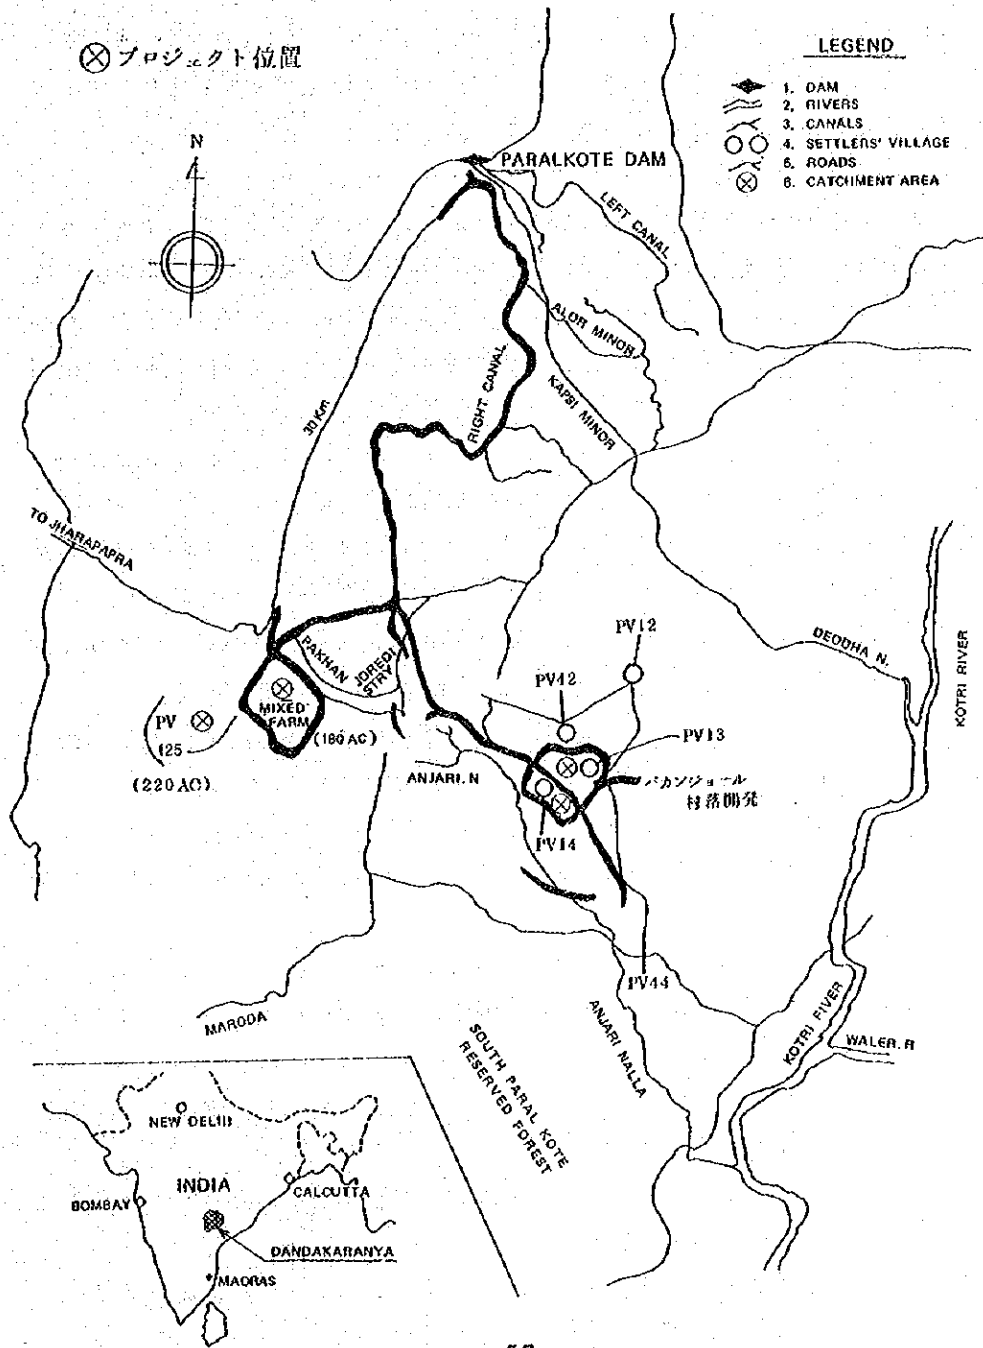 プロジェクト位置
LEGEND
1. DAM
2. RIVERS
3. CANALS
4. SETTLERS' VILLAGE
5. ROADS
6. CATCHMENT AREA
N
PARALKOTE DAM
LEFT CANAL
ALOR MINOR
RIGHT CANAL
KAPSI MINOR
30 Km
TO JHARAPAPRA
PV12
DEODHA N.
KOTRI RIVER
PAKHAN
JOREDI
STRY
PV42
MIXED
FARM
(180 AC)
PV
125
(220 AC)
PV13
ANJARI. N
パカンジョール
村落開発
PV14
PV44
MARODA
ANJARI NALLA
KOTRI RIVER
WALER. R
SOUTH PARAL KOTE
RESERVED FOREST
NEW DELHI
INDIA
CALCUTTA
BOMBAY
DANDAKARANYA
MADRAS